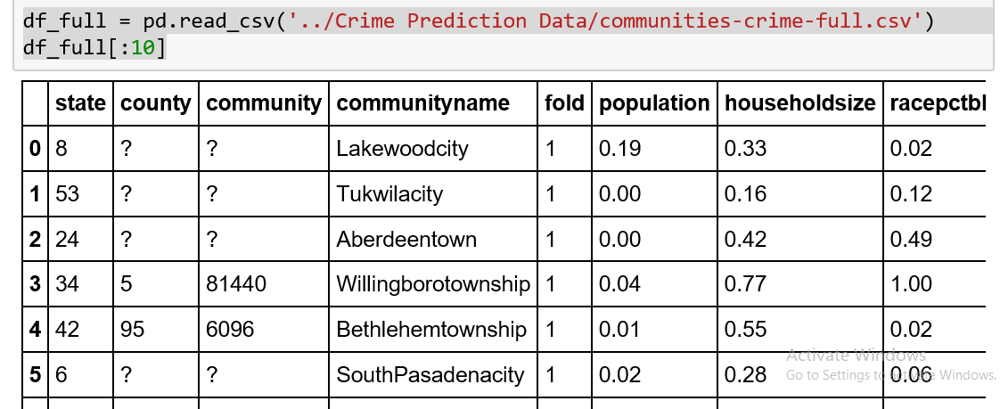 df_full = pd.read_csv('../Crime Prediction Data/communities-crime-full.csv')
df_full[:10]
state county community communityname fold population householdsize racepctbl
0 8 ? ? Lakewoodcity 1 0.19 0.33 0.02
1 53 ? ? Tukwilacity 1 0.00 0.16 0.12
2 24 ? ? Aberdeentown 1 0.00 0.42 0.49
3 34 5 81440 Willingborotownship 1 0.04 0.77 1.00
4 42 95 6096 Bethlehemtownship 1 0.01 0.55 0.02
Activate Windows
5 6 ? ? SouthPasadenacity 1 0.02 0.28 0.06
Go to Settings to activate Windows.